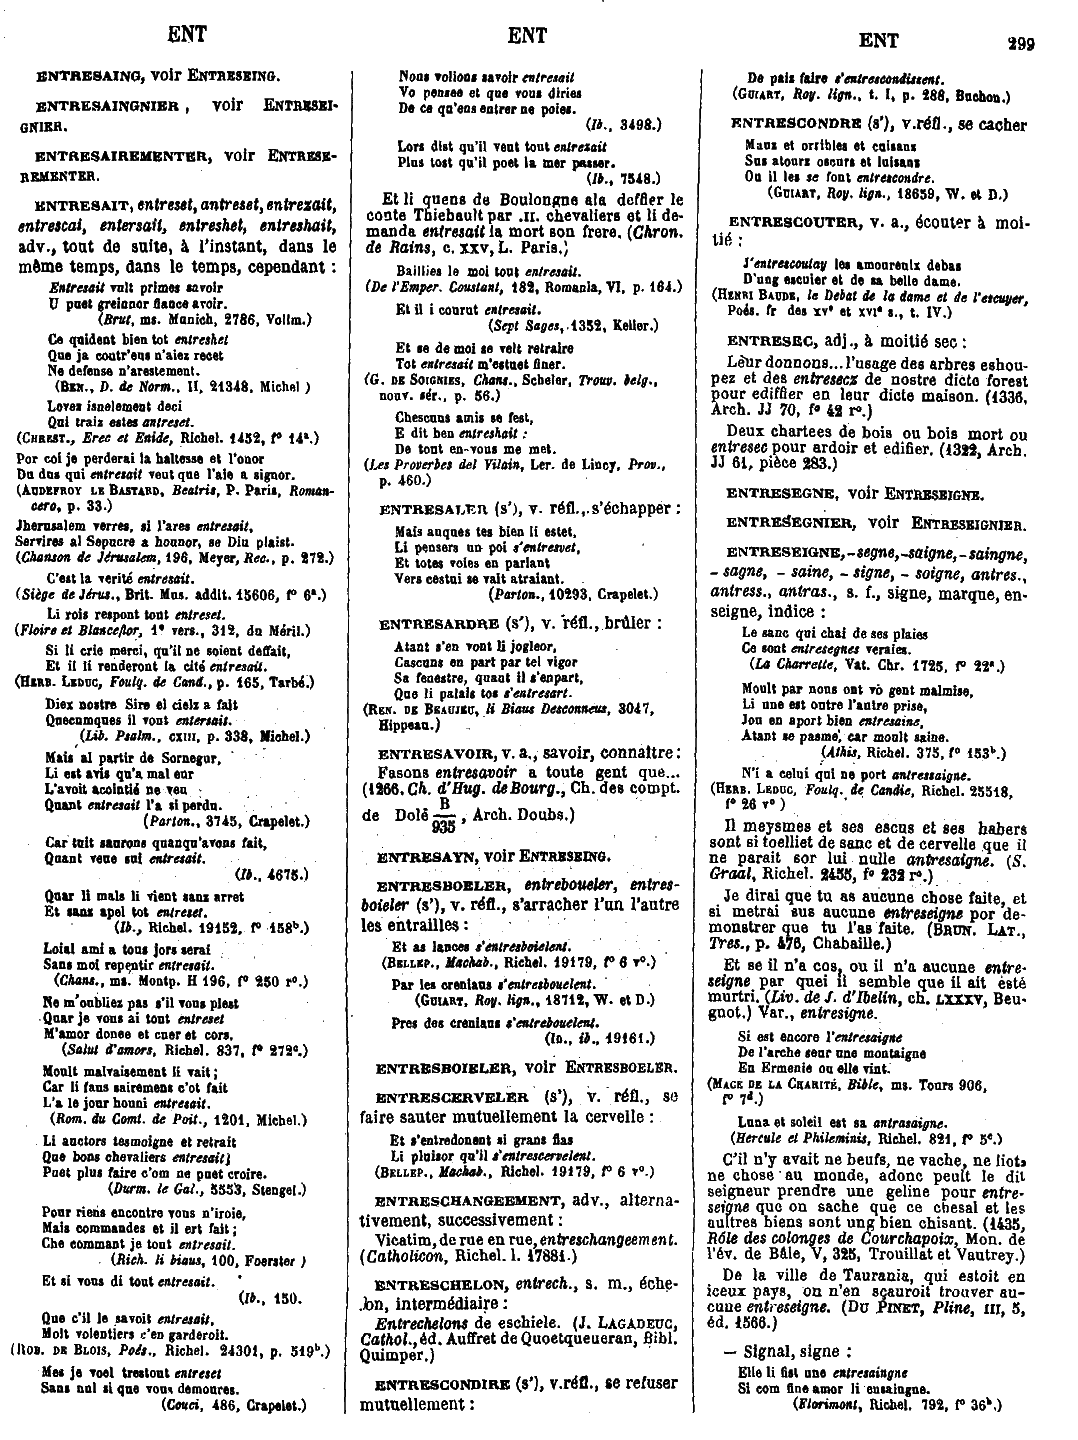 ENT
ENT
ENT
299
ENTRESAING, voir ENTRESEING.
ENTRESAINGNIER, voir ENTRESEI-
GNIER.
ENTRESAIREMENTER, voir ENTRESE-
REMENTER.
ENTRESAIT, entreset, antreset, entrezait,
entrescai, entersait, entreshet, entreshait,
adv., tout de suite, à l'instant, dans le
même temps, dans le temps, cependant :
Entresait vult primes savoir
U puet greignor fiance avoir.
(Brut, ms. Munich, 2786, Vollm.)
Ce quident bien tot entreshet
Que ja contr'eus n'aiez recet
Ne defense n'arestement.
(BEN., D. de Norm., II, 21348, Michel )
Levez isnelement deci
Qui traiz estes antreset.
(CHREST., Erec et Enide, Richel. 1452, f° 14ª.)
Por coi je perderai la haltesse et l'onor
Du dus qui entresait veut que l'aie a signor.
(AUDEFROY LE BASTARD, Beatris, P. Paris, Roman-
cero, p. 33.)
Jherusalem verres, si l'ares entresait,
Servires al Sepucre a honnor, se Diu plaist.
(Chanson de Jérusalem, 196, Meyer, Rec., p. 272.)
C'est la verité entresait.
(Siège de Jérus., Brit. Mus. addit. 15606, f° 6ª.)
Li rois respont tout entreset.
(Floire et Blanceflor, 1ᵉ vers., 312, du Méril.)
Si li crie merci, qu'il ne soient deffait,
Et il li renderont la cité entresait.
(HERB. LEDUC, Foulq. de Cand., p. 165, Tarbé.)
Diex nostre Sire el cielz a fait
Quecumques il vout entersait.
(Lib. Psalm., CXIII, p. 338, Michel.)
Mais al partir de Sornegur,
Li est avis qu'a mal eur
L'avoit acointié ne veu
Quant entresait l'a si perdu.
(Parton., 3745, Crapelet.)
Car tuit saurons quanqu'avons fait,
Quant venu sui entresait.
(Ib., 4675.)
Quar li mals li vient sanz arret
Et sanz apel tot entreset.
(Ib., Richel. 19152, f° 158ᵇ.)
Loial ami a tous jors serai
Sans moi repentir entresait.
(Chans., ms. Montp. H 196, f° 250 r°.)
Ne m'oubliez pas s'il vous plest
Quar je vous ai tout entreset
M'amor donee et cuer et cors.
(Salut d'amors, Richel. 837, f° 272ᶜ.)
Moult malvaisement li vait ;
Car li faus sairemens c'ot fait
L'a le jour houni entresait.
(Rom. du Comt. de Poit., 1201, Michel.)
Li auctors tesmoigne et retrait
Que bons chevaliers entresait
Puet plus faire c'om ne puet croire.
(Durm. le Gal., 5553, Stengel.)
Pour riens encontre vous n'iroie,
Mais commandes et il ert fait ;
Che commant je tout entresait.
(Rich. li biaus, 100, Foerster )
Et si vous di tout entresait.
(Ib., 150.
Que c'il le savoit entresait,
Molt volentiers c'en garderoit.
(ROB. DE BLOIS, Poés., Richel. 24301, p. 519ᵇ.)
Mes je voel trestout entreset
Sans nul si que vous demoures.
(Couci, 486, Crapelet.)
Nous volions savoir entresait
Vo pensee et que vous diries
De ce qu'ens entrer ne poies.
(Ib., 3498.)
Lors dist qu'il veut tout entresait
Plus tost qu'il poet la mer passer.
(Ib., 7548.)
Et li quens de Boulongne ala deffier le
conte Thiebault par .II. chevaliers et li de-
manda entresait la mort son frere. (Chron.
de Rains, c. XXV, L. Paris.)
Baillies le moi tout entresait.
(De l'Emper. Constant, 182, Romania, VI, p. 164.)
Et il i courut entresait.
(Sept Sages, 1352, Keller.)
Et se de moi se velt retraire
Tot entresait m'estuet finer.
(G. DE SOIGNIES, Chans., Scheler, Trouv. belg.,
nouv. sér., p. 56.)
Chescuns amis se fest,
E dit ben entreshait :
De tout en-vous me met.
(Les Proverbes del Vilain, Ler. de Lincy, Prov.,
p. 460.)
ENTRESALER (s'), v. réfl., s'échapper :
Mais auques tes bien li estet,
Li pensers un poi s'entresvet,
Et totes voies en parlant
Vers cestui se vait atraiant.
(Parton., 10293, Crapelet.)
ENTRESARDRE (s'), v. réfl., brûler :
Atant s'en vont li jogleor,
Cascuns en part par tel vigor
Sa fenestre, quant il s'enpart,
Que li palais tos s'entresart.
(REN. DE BEAUJEU, li Biaus Desconneus, 3047,
Hippeau.)
ENTRESAVOIR, v. a., savoir, connaître :
Fasons entresavoir a toute gent que...
(1266, Ch. d'Hug. de Bourg., Ch. des compt.
de Dole B/935, Arch. Doubs.)
ENTRESAYN, voir ENTRESEING.
ENTRESBOELER, entreboueler, entres-
boieler (s'), v. réfl., s'arracher l'un l'autre
les entrailles :
Et as lances s'entresboielent.
(BELLEP., Machab., Richel. 19179, f° 6 v°.)
Par les creniaus s'entresbouelent.
(GUIART, Roy. lign., 18712, W. et D.)
Pres des creniaus s'entrebouelent.
(ID., ib., 19161.)
ENTRESBOIELER, voir ENTRESBOELER.
ENTRESCERVELER (s'), v. réfl., se
faire sauter mutuellement la cervelle :
Et s'entredonent si grans flas
Li pluisor qu'il s'entrescervelent.
(BELLEP., Machab., Richel. 19179, f° 6 v°.)
ENTRESCHANGEEMENT, adv., alterna-
tivement, successivement :
Vicatim, de rue en rue, entreschangeement.
(Catholicon, Richel. l. 17881.)
ENTRESCHELON, entrech., s. m., éche-
lon, intermédiaire :
Entrechelons de eschiele. (J. LAGADEUC,
Cathol., éd. Auffret de Quoetqueueran, Bibl.
Quimper.)
ENTRESCONDIRE (s'), v. réfl., se refuser
mutuellement :
De paiz faire s'entrescondissent.
(GUIART, Roy. lign., t. I, p. 288, Buchon.)
ENTRESCONDRE (s'), v. réfl., se cacher
Maus et orribles et cuisans
Sus atours oscurs et luisans
Ou il les se font entrescondre.
(GUIART, Roy. lign., 18659, W. et D.)
ENTRESCOUTER, v. a., écouter à moi-
tié :
J'entrescoutay les amoureulx debas
D'ung escuier et de sa belle dame.
(HENRI BAUDE, le Debat de la dame et de l'escuyer,
Poés. fr des XVᵉ et XVIᵉ s., t. IV.)
ENTRESEC, adj., à moitié sec :
Leur donnons... l'usage des arbres eshou-
pez et des entresecz de nostre dicte forest
pour ediffier en leur dicte maison. (1336,
Arch. JJ 70, f° 42 r°.)
Deux chartees de bois ou bois mort ou
entresec pour ardoir et edifier. (1322, Arch.
JJ 61, pièce 283.)
ENTRESEGNE, voir ENTRESEIGNE.
ENTRESEGNIER, voir ENTRESEIGNIER.
ENTRESEIGNE, -segne, -saigne, - saingne,
- sagne, - saine, - signe, - soigne, antres.,
antress., antras., s. f., signe, marque, en-
seigne, indice :
Le sanc qui chai de ses plaies
Ce sont entresegnes veraies.
(La Charrette, Vat. Chr. 1725, f° 22ª.)
Moult par nous ont vo gent malmise,
Li une est outre l'autre prise,
Jou en aport bien entresaine,
Atant se pasme, car moult saine.
(Athis, Richel. 375, f° 153ᵇ.)
N'i a celui qui ne port antressaigne.
(HERB. LEDUC, Foulq. de Candie, Richel. 25518,
f° 26 v° )
Il meysmes et ses escus et ses habers
sont si toelliet de sanc et de cervelle que il
ne parait sor lui nulle antresaigne. (S.
Graal, Richel. 2455, f° 232 r°.)
Je dirai que tu as aucune chose faite, et
si metrai sus aucune entreseigne por de-
monstrer que tu l'as faite. (BRUN. LAT.,
Tres., p. 476, Chabaille.)
Et se il n'a cos, ou il n'a aucune entre-
seigne par quei il semble que il ait esté
murtri. (Liv. de J. d'Ibelin, ch. LXXXV, Beu-
gnot.) Var., entresigne.
Si est encore l'entresaigne
De l'arche seur une montaigne
En Ermenie ou elle vint.
(MACE DE LA CHARITÉ, Bible, ms. Tours 906,
f° 7ᵈ.)
Luna et soleil est sa antrasaigne.
(Hercule et Phileminis, Richel. 821, f° 5ᶜ.)
C'il n'y avait ne beufs, ne vache, ne liots
ne chose au monde, adonc peult le dit
seigneur prendre une geline pour entre-
seigne que on sache que ce chesal et les
aultres biens sont ung bien chisant. (1435,
Rôle des colonges de Courchapoix, Mon. de
l'év. de Bâle, V, 325, Trouillat et Vautrey.)
De la ville de Taurania, qui estoit en
iceux pays, on n'en sçauroit trouver au-
cune entreseigne. (DU PINET, Pline, III, 5,
éd. 1566.)
— Signal, signe :
Elle li fist une entresaingne
Si com fine amor li ensaingne.
(Florimont, Richel. 792, f° 36ᵇ.)